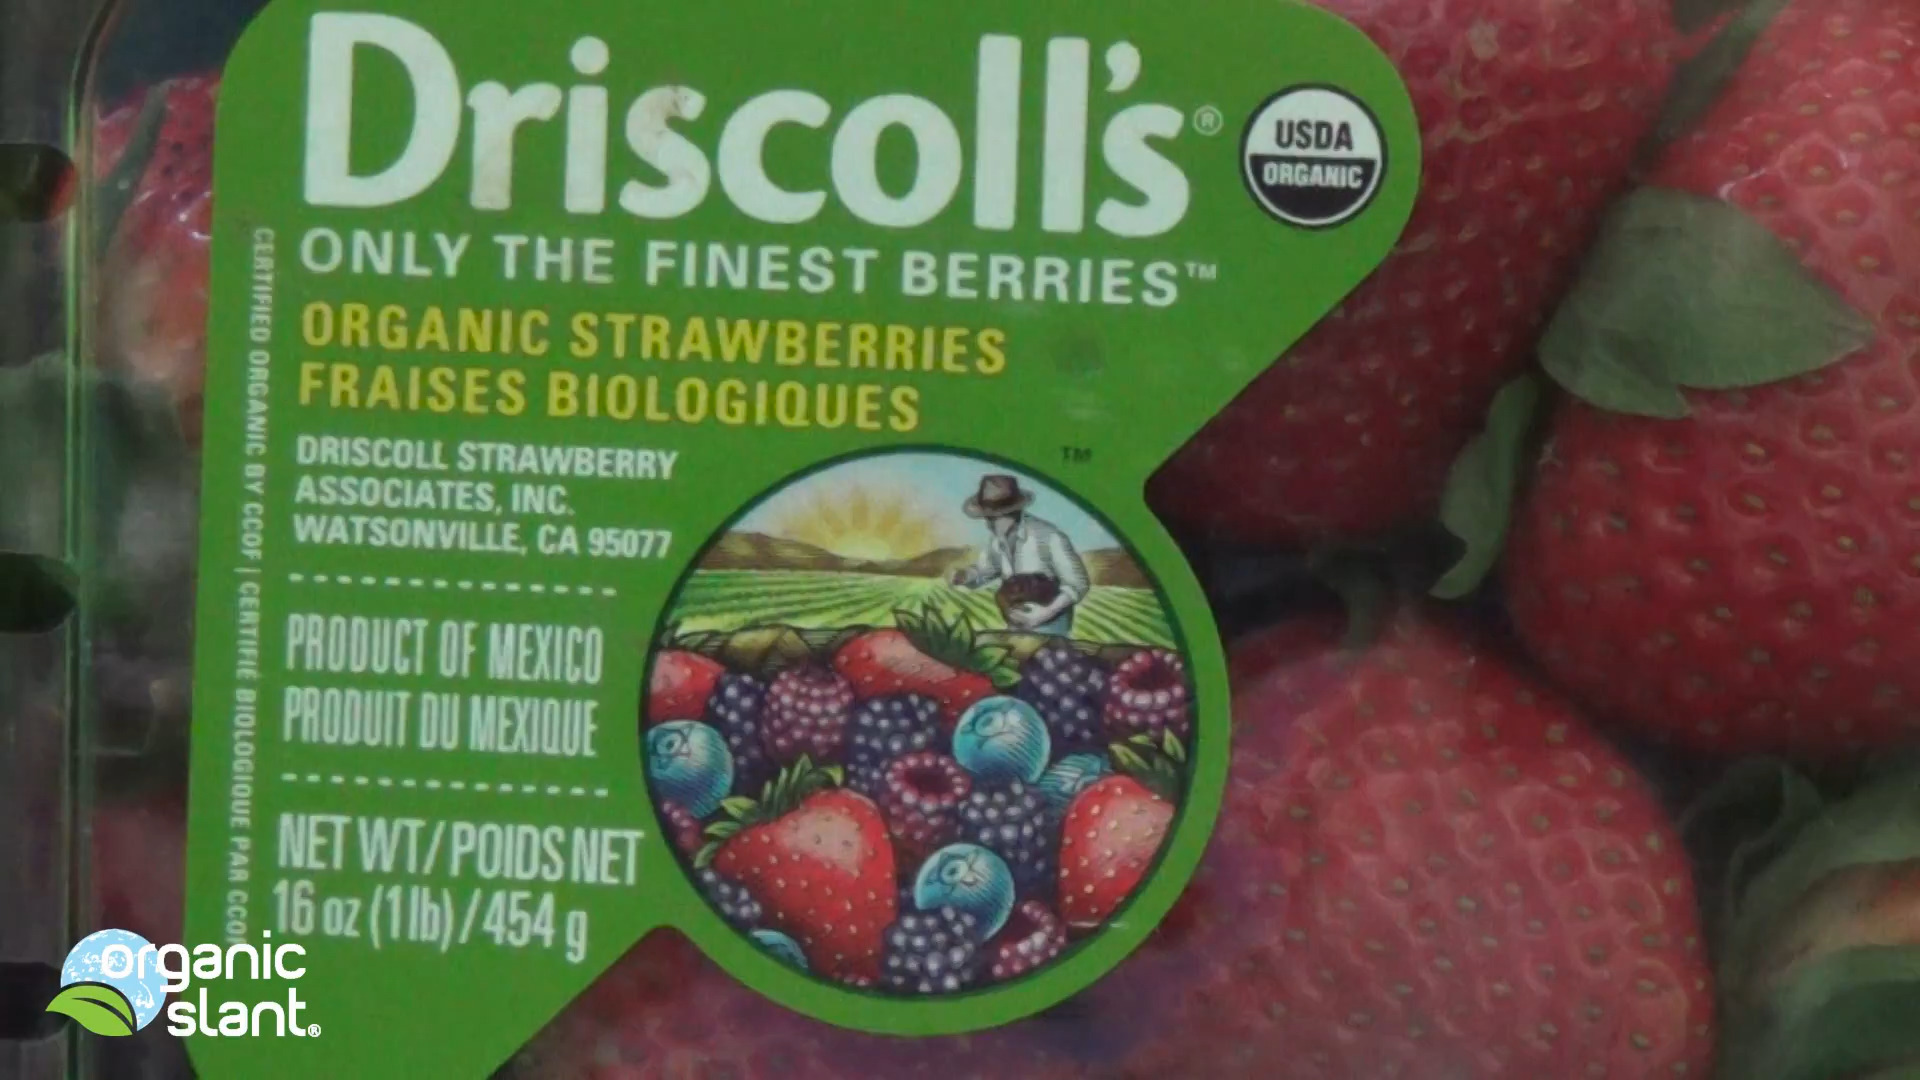 Driscoll's®
USDA
ORGANIC
ONLY THE FINEST BERRIES™
ORGANIC STRAWBERRIES
FRAISES BIOLOGIQUES
DRISCOLL STRAWBERRY
ASSOCIATES, INC.
WATSONVILLE, CA 95077
TM
PRODUCT OF MEXICO
PRODUIT DU MEXIQUE
NET WT/POIDS NET
16 oz (1 lb)/454 g
CERTIFIED ORGANIC BY CCOF | CERTIFIÉ BIOLOGIQUE PAR CCOF
organic
slant®